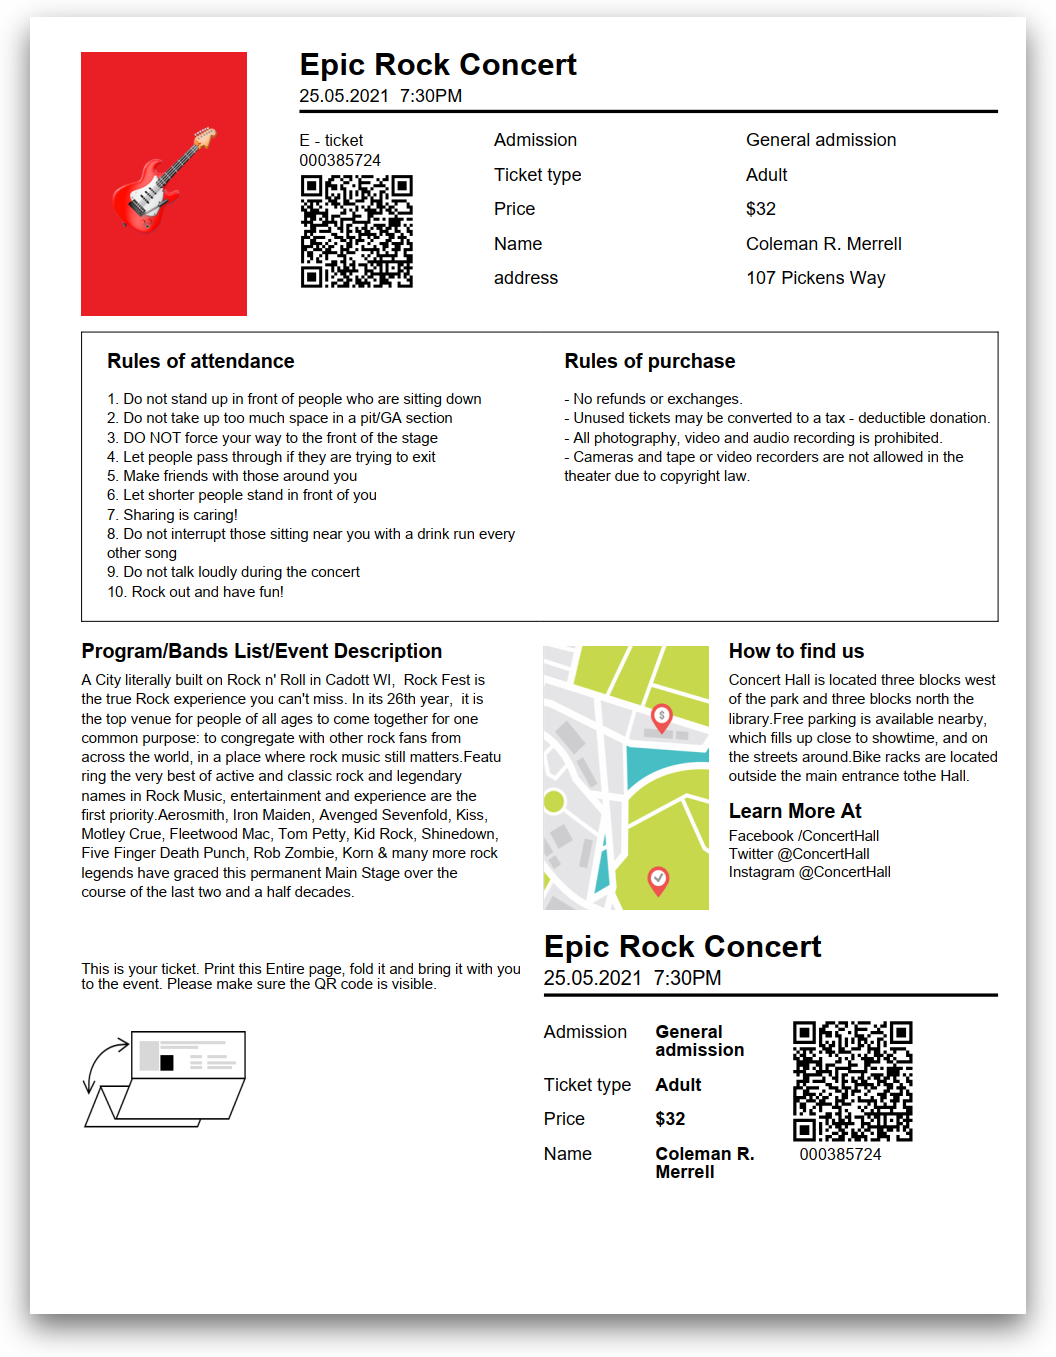 Epic Rock Concert
25.05.2021  7:30PM
E - ticket
000385724
Admission
General admission
Ticket type
Adult
Price
$32
Name
Coleman R. Merrell
address
107 Pickens Way
Rules of attendance
1. Do not stand up in front of people who are sitting down
2. Do not take up too much space in a pit/GA section
3. DO NOT force your way to the front of the stage
4. Let people pass through if they are trying to exit
5. Make friends with those around you
6. Let shorter people stand in front of you
7. Sharing is caring!
8. Do not interrupt those sitting near you with a drink run every
other song
9. Do not talk loudly during the concert
10. Rock out and have fun!
Rules of purchase
- No refunds or exchanges.
- Unused tickets may be converted to a tax - deductible donation.
- All photography, video and audio recording is prohibited.
- Cameras and tape or video recorders are not allowed in the
theater due to copyright law.
Program/Bands List/Event Description
A City literally built on Rock n' Roll in Cadott WI,  Rock Fest is
the true Rock experience you can't miss. In its 26th year,  it is
the top venue for people of all ages to come together for one
common purpose: to congregate with other rock fans from
across the world, in a place where rock music still matters.Featu
ring the very best of active and classic rock and legendary
names in Rock Music, entertainment and experience are the
first priority.Aerosmith, Iron Maiden, Avenged Sevenfold, Kiss,
Motley Crue, Fleetwood Mac, Tom Petty, Kid Rock, Shinedown,
Five Finger Death Punch, Rob Zombie, Korn & many more rock
legends have graced this permanent Main Stage over the
course of the last two and a half decades.
$
How to find us
Concert Hall is located three blocks west
of the park and three blocks north the
library.Free parking is available nearby,
which fills up close to showtime, and on
the streets around.Bike racks are located
outside the main entrance tothe Hall.
Learn More At
Facebook /ConcertHall
Twitter @ConcertHall
Instagram @ConcertHall
This is your ticket. Print this Entire page, fold it and bring it with you
to the event. Please make sure the QR code is visible.
Epic Rock Concert
25.05.2021  7:30PM
Admission
General
admission
Ticket type
Adult
Price
$32
Name
Coleman R.
Merrell
000385724